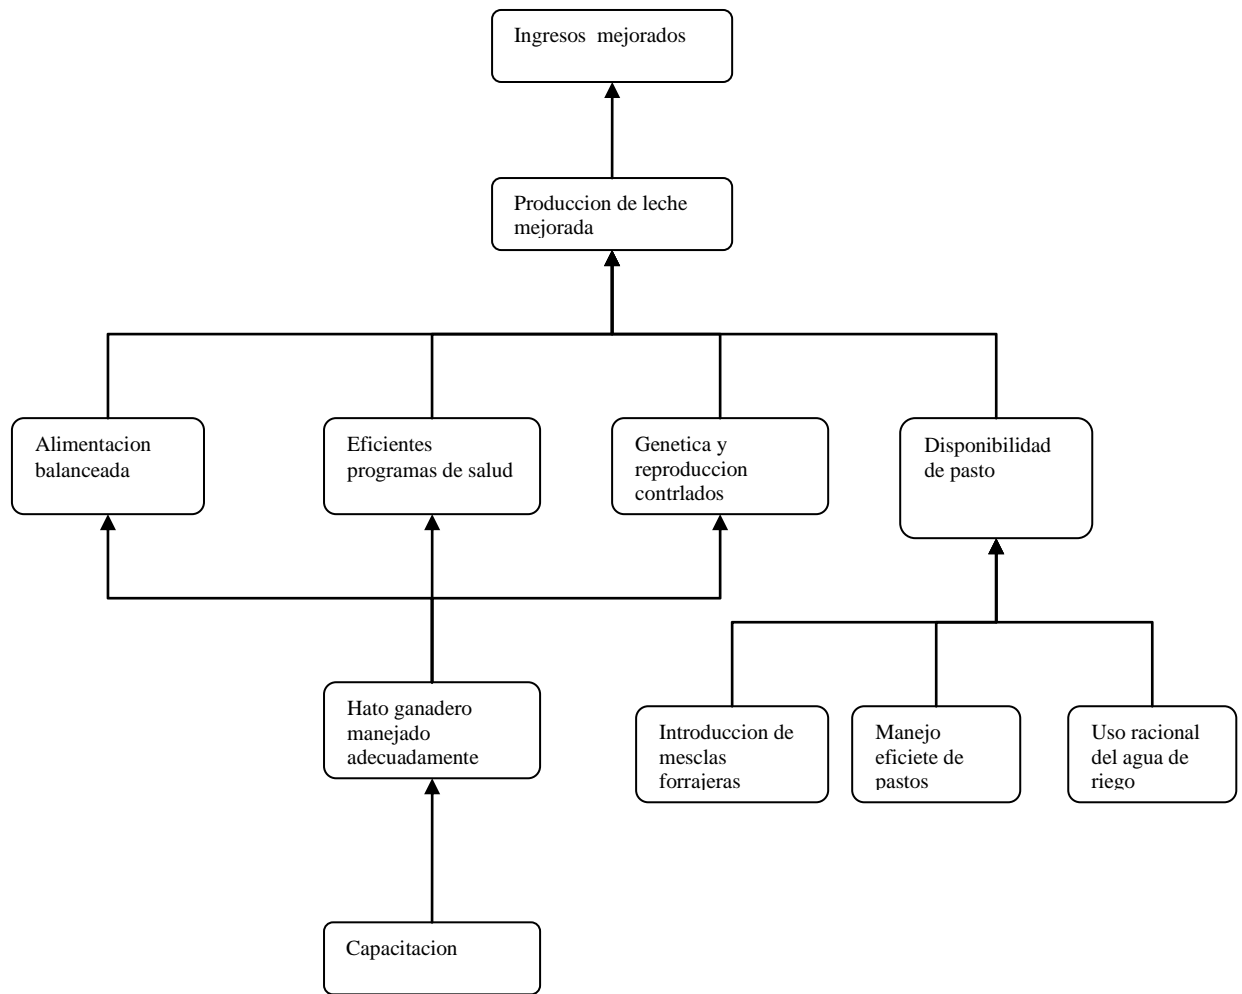 Ingresos  mejorados
Produccion de leche
mejorada
Alimentacion
balanceada
Eficientes
programas de salud
Genetica y
reproduccion
contrlados
Disponibilidad
de pasto
Hato ganadero
manejado
adecuadamente
Introduccion de
mesclas
forrajeras
Manejo
eficiete de
pastos
Uso racional
del agua de
riego
Capacitacion